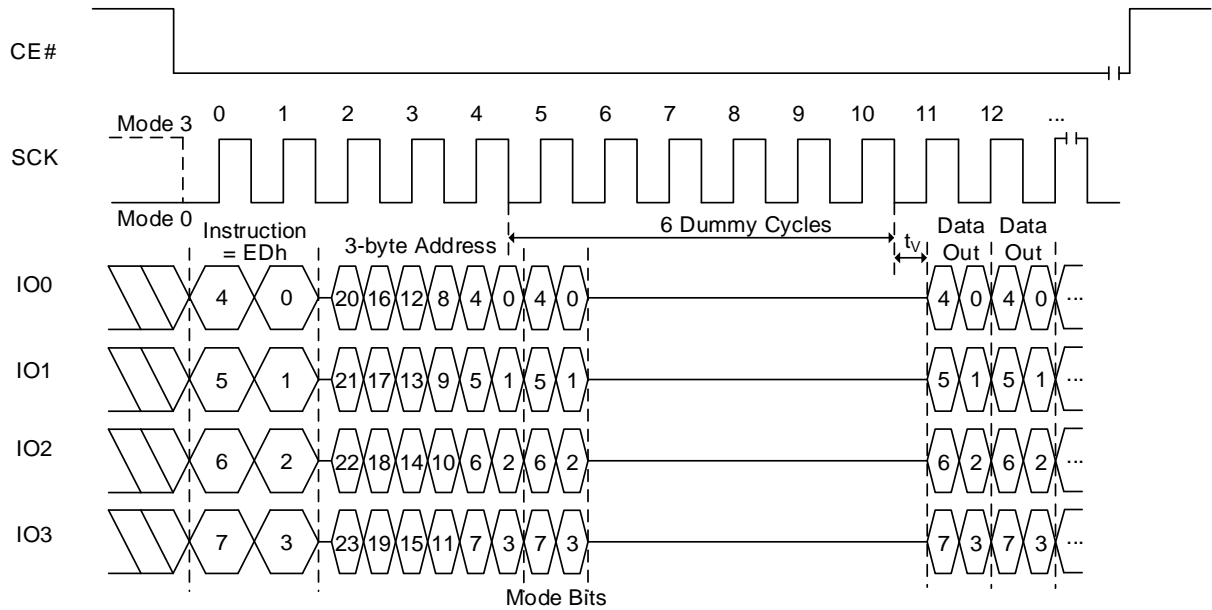 CE#
0 1 2 3 4 5 6 7 8 9 10 11 12 ...
Mode 3
SCK
Mode 0
Instruction = EDh
3-byte Address
6 Dummy Cycles
tV
Data Out
Data Out
IO0 4 0 20 16 12 8 4 0 4 0 4 0 4 0 ...
IO1 5 1 21 17 13 9 5 1 5 1 5 1 5 1 ...
IO2 6 2 22 18 14 10 6 2 6 2 6 2 6 2 ...
IO3 7 3 23 19 15 11 7 3 7 3 7 3 7 3 ...
Mode Bits